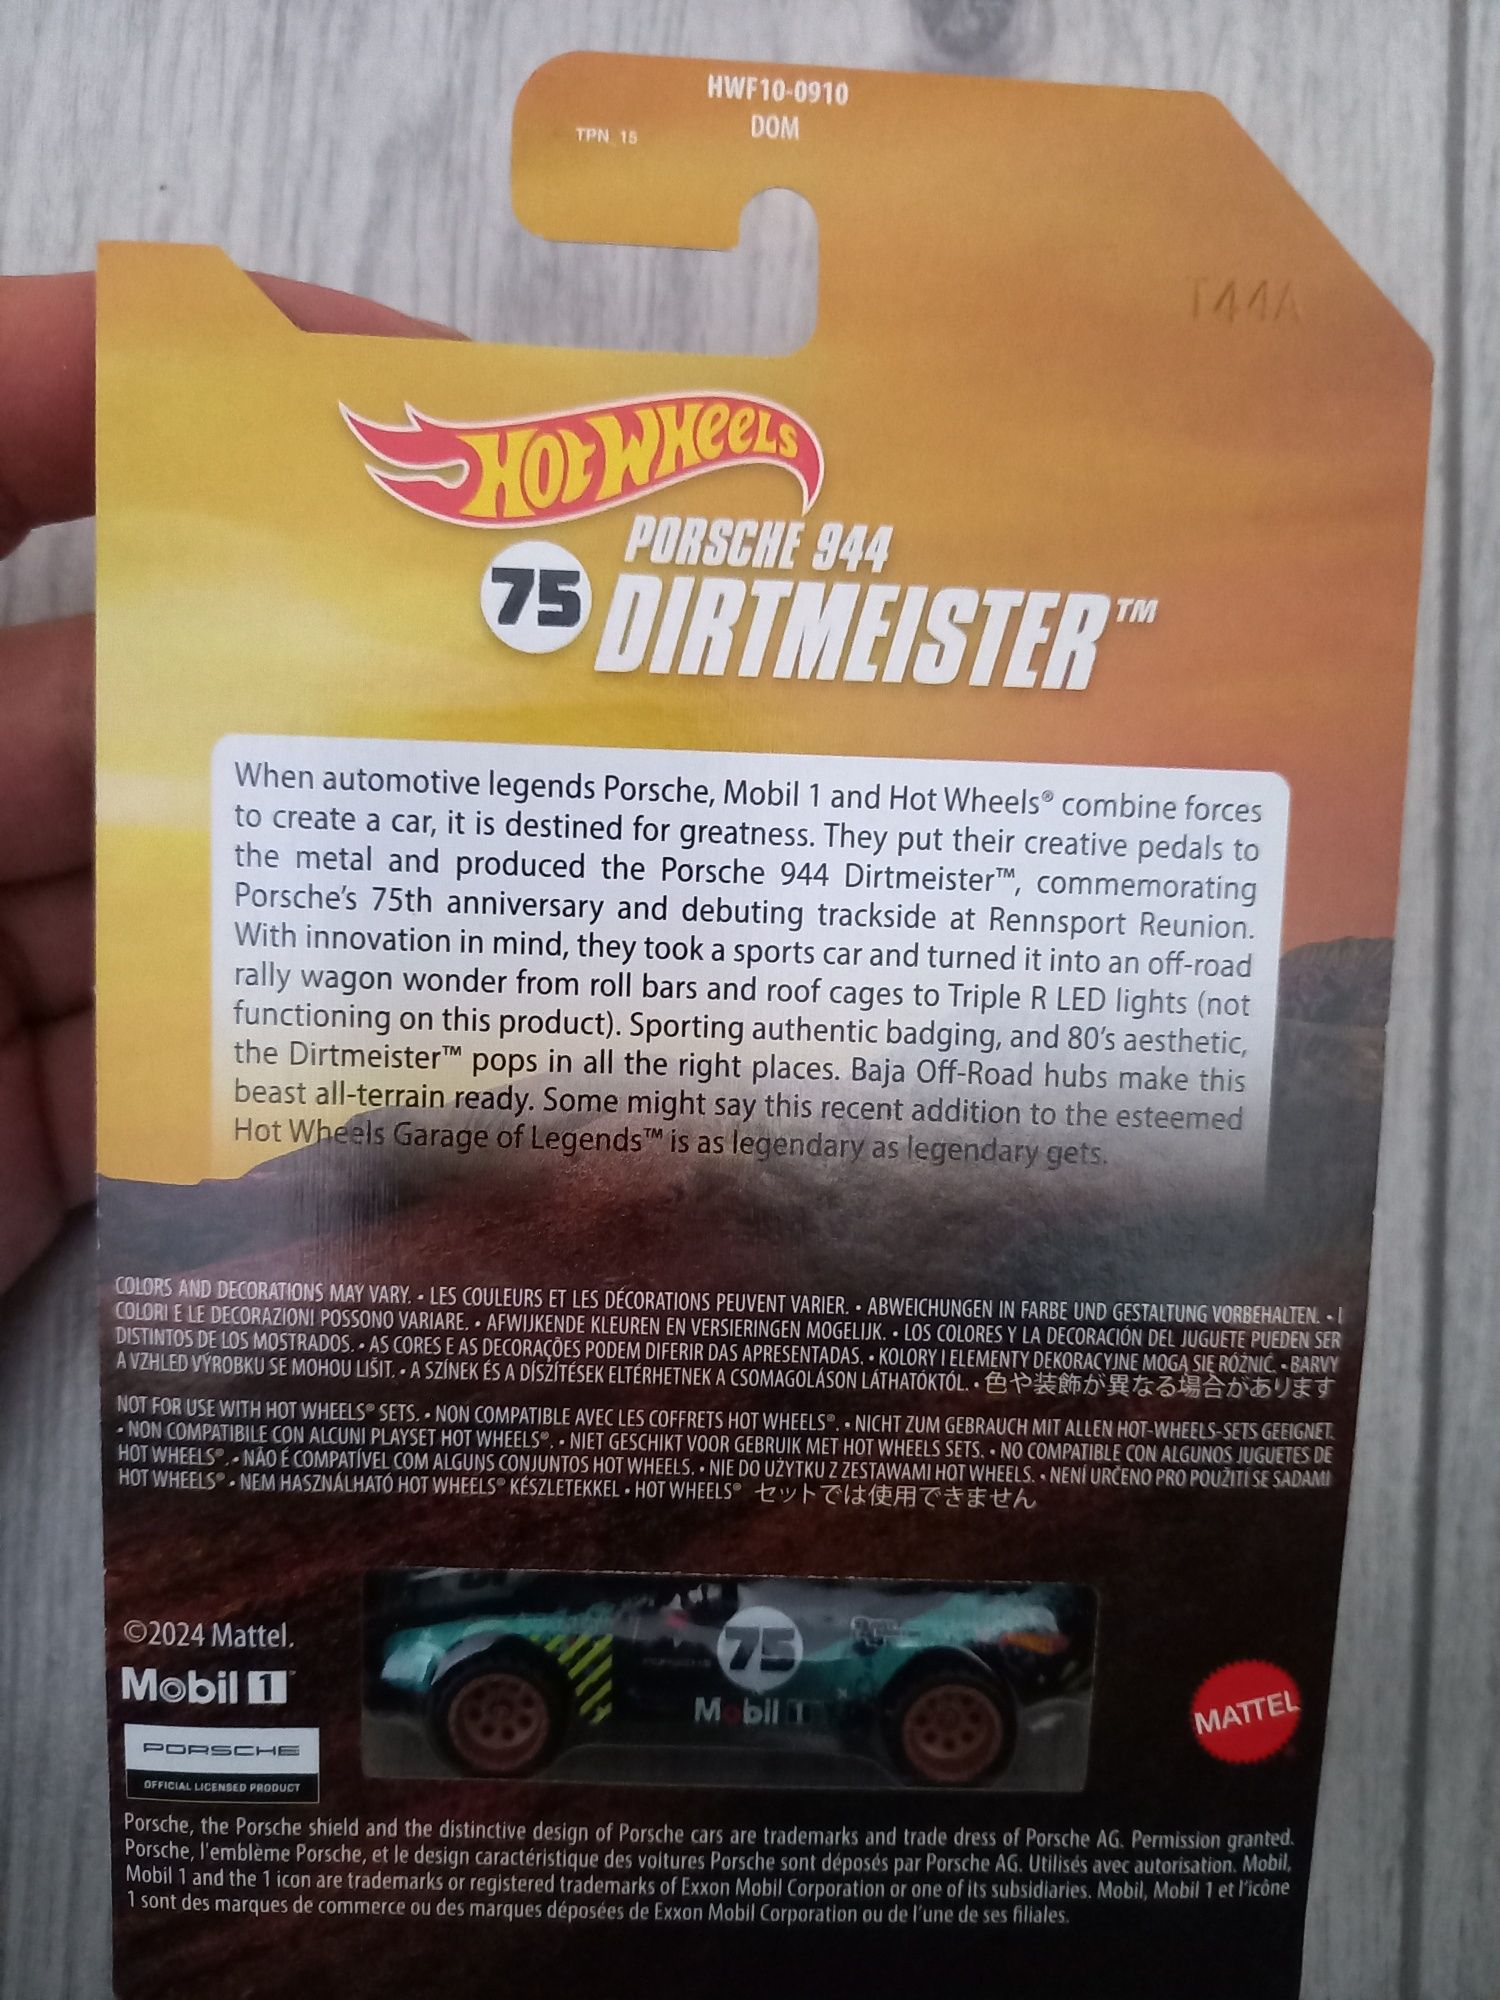 HWF10-0910
TPN_15
DOM
T44A
HOT WHEELS
PORSCHE 944
75
DIRTMEISTER™
When automotive legends Porsche, Mobil 1 and Hot Wheels® combine forces
to create a car, it is destined for greatness. They put their creative pedals to
the metal and produced the Porsche 944 Dirtmeister™, commemorating
Porsche's 75th anniversary and debuting trackside at Rennsport Reunion.
With innovation in mind, they took a sports car and turned it into an off-road
rally wagon wonder from roll bars and roof cages to Triple R LED lights (not
functioning on this product). Sporting authentic badging, and 80's aesthetic,
the Dirtmeister™ pops in all the right places. Baja Off-Road hubs make this
beast all-terrain ready. Some might say this recent addition to the esteemed
Hot Wheels Garage of Legends™ is as legendary as legendary gets.
COLORS AND DECORATIONS MAY VARY. • LES COULEURS ET LES DÉCORATIONS PEUVENT VARIER. • ABWEICHUNGEN IN FARBE UND GESTALTUNG VORBEHALTEN. • I
COLORI E LE DECORAZIONI POSSONO VARIARE. • AFWIJKENDE KLEUREN EN VERSIERINGEN MOGELIJK. • LOS COLORES Y LA DECORACIÓN DEL JUGUETE PUEDEN SER
DISTINTOS DE LOS MOSTRADOS. • AS CORES E AS DECORAÇÕES PODEM DIFERIR DAS APRESENTADAS. • KOLORY I ELEMENTY DEKORACYJNE MOGĄ SIĘ RÓŻNIĆ. • BARVY
A VZHLED VÝROBKU SE MOHOU LIŠIT. • A SZÍNEK ÉS A DÍSZÍTÉSEK ELTÉRHETNEK A CSOMAGOLÁSON LÁTHATÓKTÓL. • 色や装飾が異なる場合があります
NOT FOR USE WITH HOT WHEELS® SETS. • NON COMPATIBLE AVEC LES COFFRETS HOT WHEELS®. • NICHT ZUM GEBRAUCH MIT ALLEN HOT-WHEELS-SETS GEEIGNET.
• NON COMPATIBILE CON ALCUNI PLAYSET HOT WHEELS®. • NIET GESCHIKT VOOR GEBRUIK MET HOT WHEELS SETS. • NO COMPATIBLE CON ALGUNOS JUGUETES DE
HOT WHEELS®. • NÃO É COMPATÍVEL COM ALGUNS CONJUNTOS HOT WHEELS. • NIE DO UŻYTKU Z ZESTAWAMI HOT WHEELS. • NENÍ URČENO PRO POUŽITÍ SE SADAMI
HOT WHEELS® • NEM HASZNÁLHATÓ HOT WHEELS® KÉSZLETEKKEL • HOT WHEELS® セットでは使用できません
©2024 Mattel.
Mobil 1™
PORSCHE
OFFICIAL LICENSED PRODUCT
75
PORSCHE
Mobil 1
MATTEL
Porsche, the Porsche shield and the distinctive design of Porsche cars are trademarks and trade dress of Porsche AG. Permission granted.
Porsche, l'emblème Porsche, et le design caractéristique des voitures Porsche sont déposés par Porsche AG. Utilisés avec autorisation. Mobil,
Mobil 1 and the 1 icon are trademarks or registered trademarks of Exxon Mobil Corporation or one of its subsidiaries. Mobil, Mobil 1 et l'icône
1 sont des marques de commerce ou des marques déposées de Exxon Mobil Corporation ou de l'une de ses filiales.